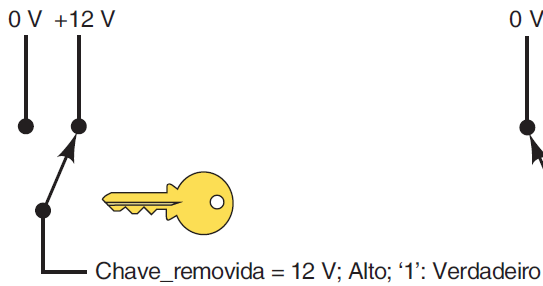 0 V +12 V
0 V
Chave_removida = 12 V; Alto; ‘1’: Verdadeiro